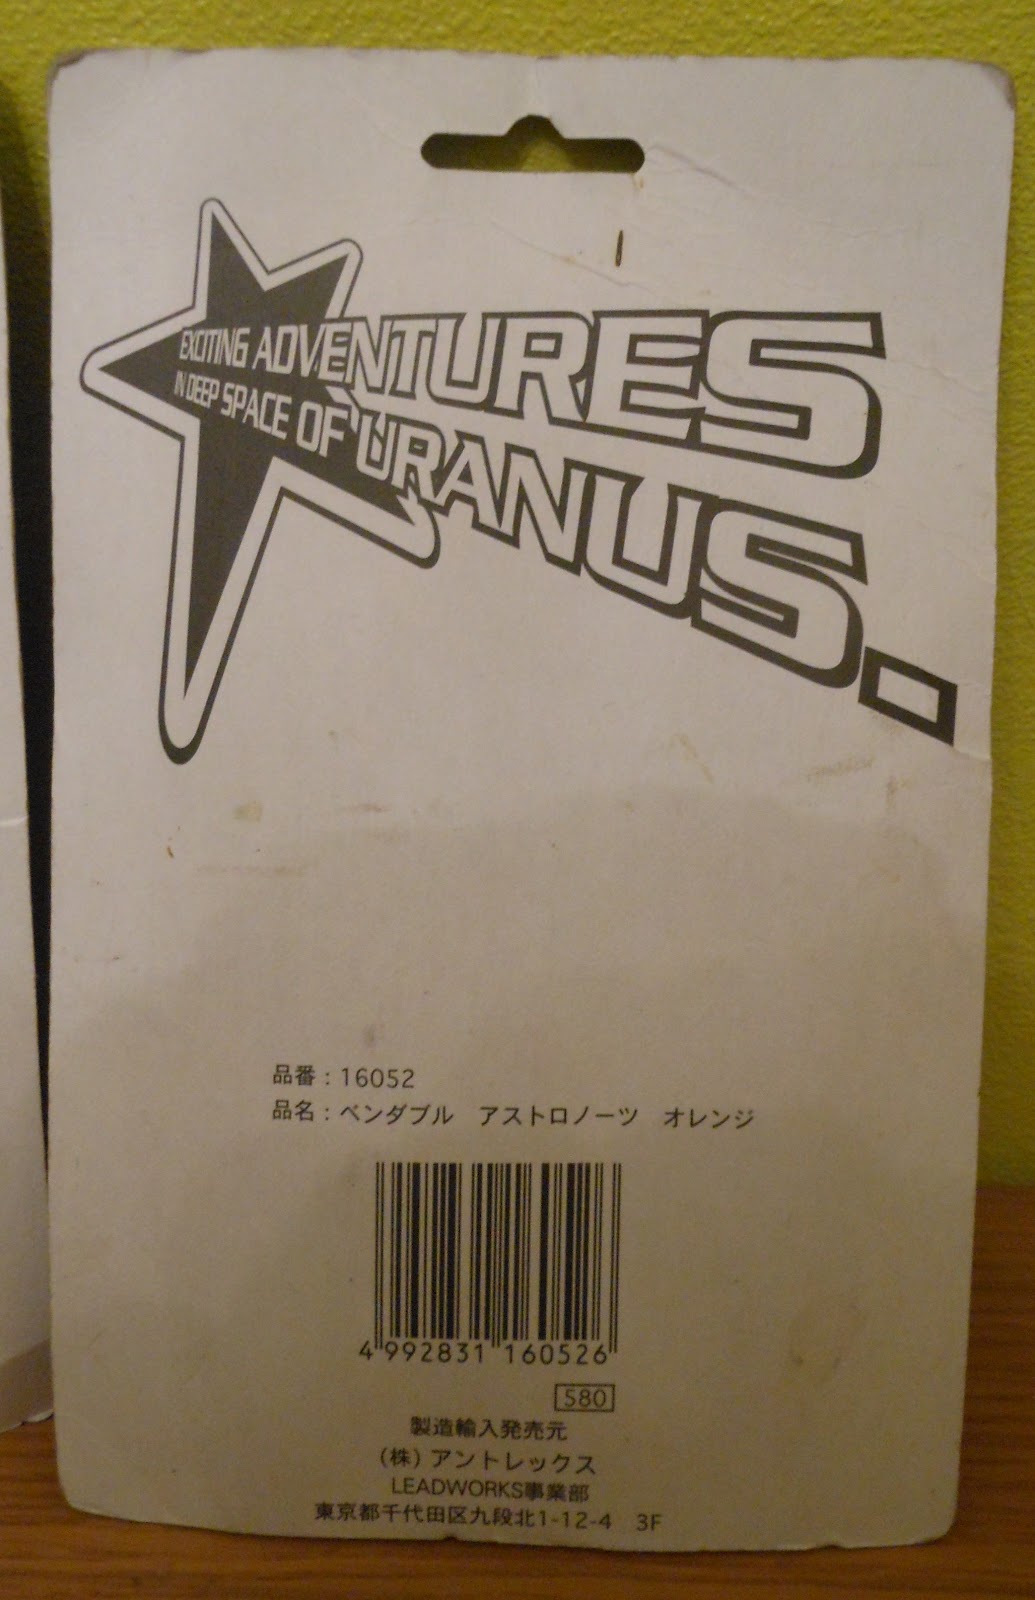 EXCITING ADVENTURES
IN DEEP SPACE OF URANUS.
品番：16052
品名：ベンダブル　アストロノーツ　オレンジ
4 992831 160526
580
製造輸入発売元
（株）アントレックス
LEADWORKS事業部
東京都千代田区九段北1-12-4　3F